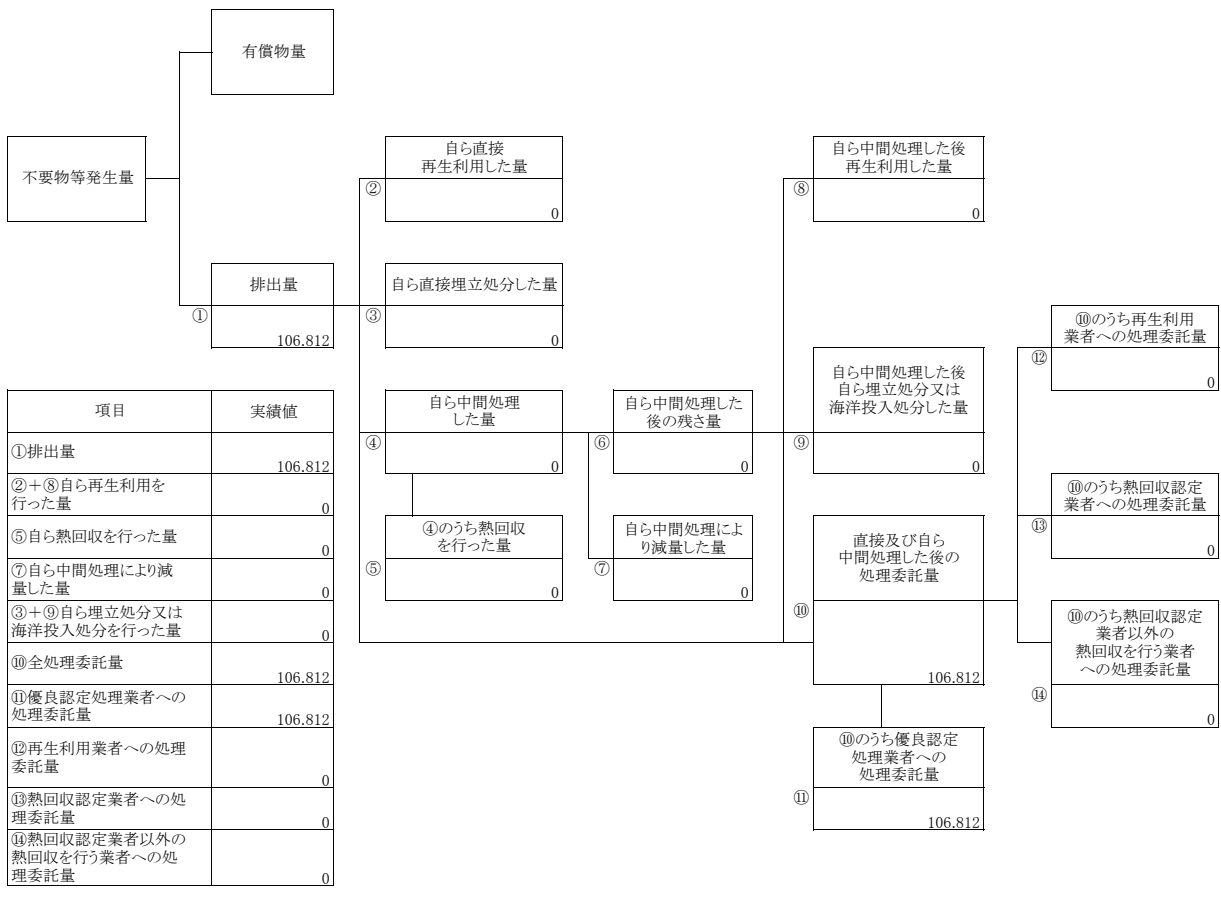 有償物量
不要物等発生量
自ら直接
再生利用した量
②
0
自ら中間処理した後
再生利用した量
⑧
0
排出量
①
106.812
自ら直接埋立処分した量
③
0
⑩のうち再生利用
業者への処理委託量
⑫
0
自ら中間処理
した量
④
0
自ら中間処理した
後の残さ量
⑥
0
自ら中間処理した後
自ら埋立処分又は
海洋投入処分した量
⑨
0
⑩のうち熱回収認定
業者への処理委託量
⑬
0
④のうち熱回収
を行った量
⑤
0
自ら中間処理によ
り減量した量
⑦
0
直接及び自ら
中間処理した後の
処理委託量
⑩
106.812
⑩のうち熱回収認定
業者以外の
熱回収を行う業者
への処理委託量
⑭
0
⑩のうち優良認定
処理業者への
処理委託量
⑪
106.812
項目 実績値
①排出量
106.812
②＋⑧自ら再生利用を
行った量
0
⑤自ら熱回収を行った量
0
⑦自ら中間処理により減
量した量
0
③＋⑨自ら埋立処分又は
海洋投入処分を行った量
0
⑩全処理委託量
106.812
⑪優良認定処理業者への
処理委託量
106.812
⑫再生利用業者への処理
委託量
0
⑬熱回収認定業者への処
理委託量
0
⑭熱回収認定業者以外の
熱回収を行う業者への処
理委託量
0